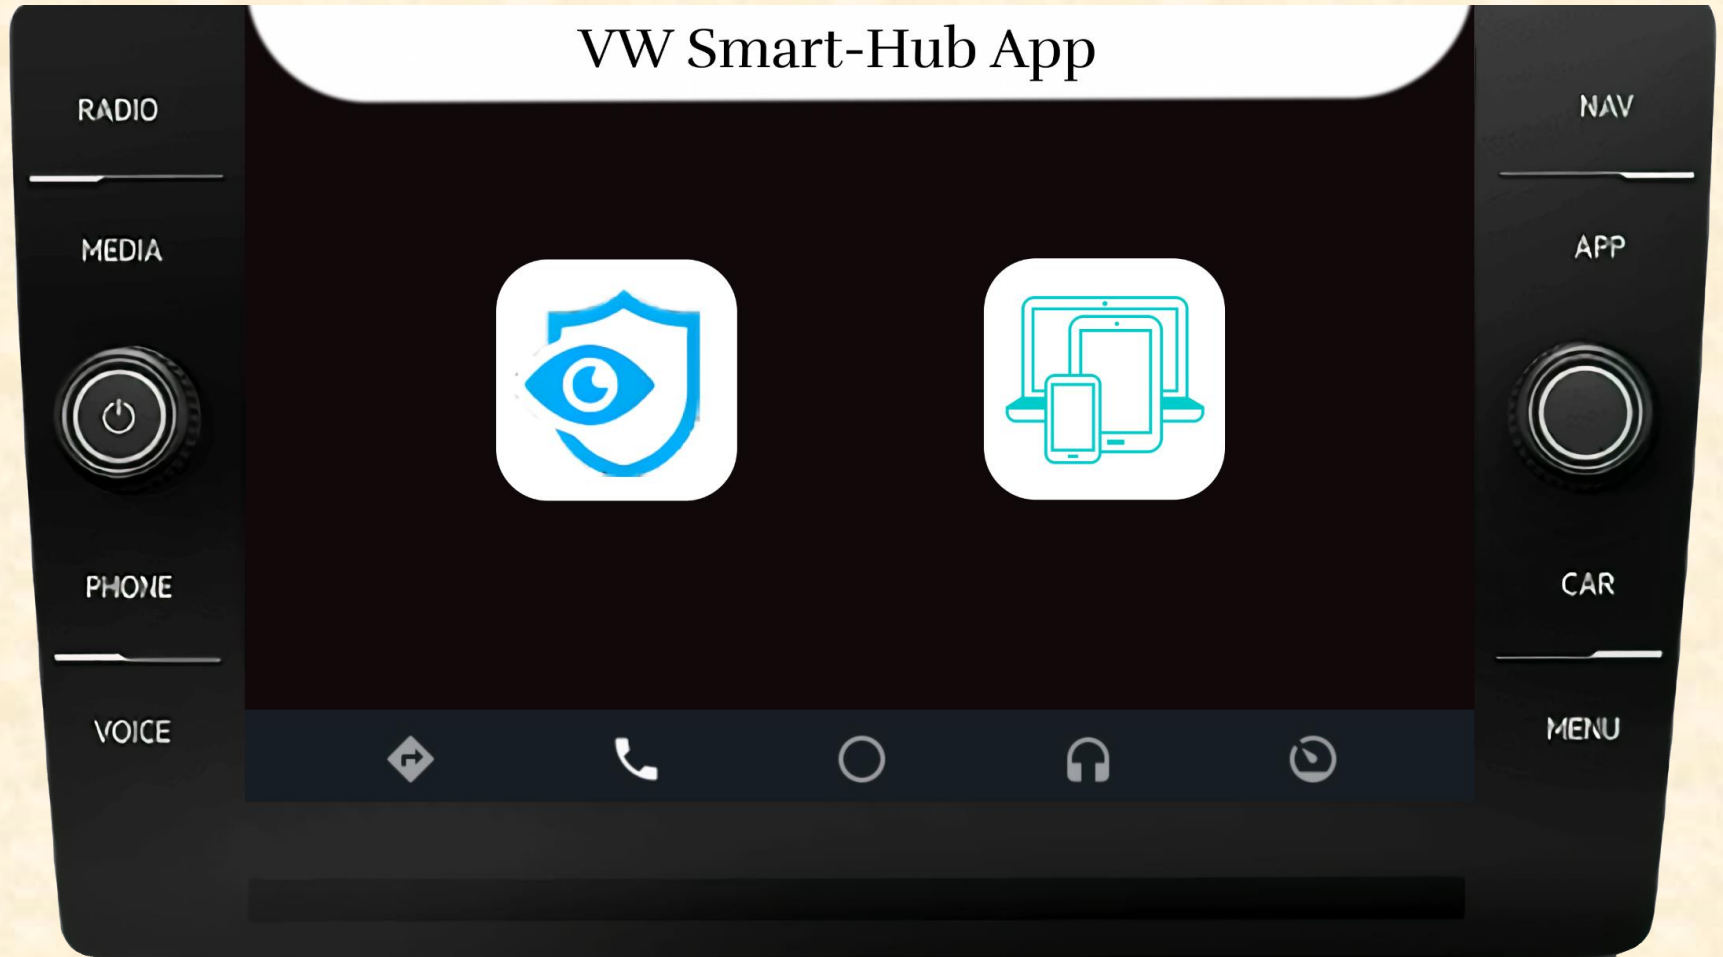 VW Smart-Hub App
RADIO
MEDIA
PHONE
VOICE
NAV
APP
CAR
MENU